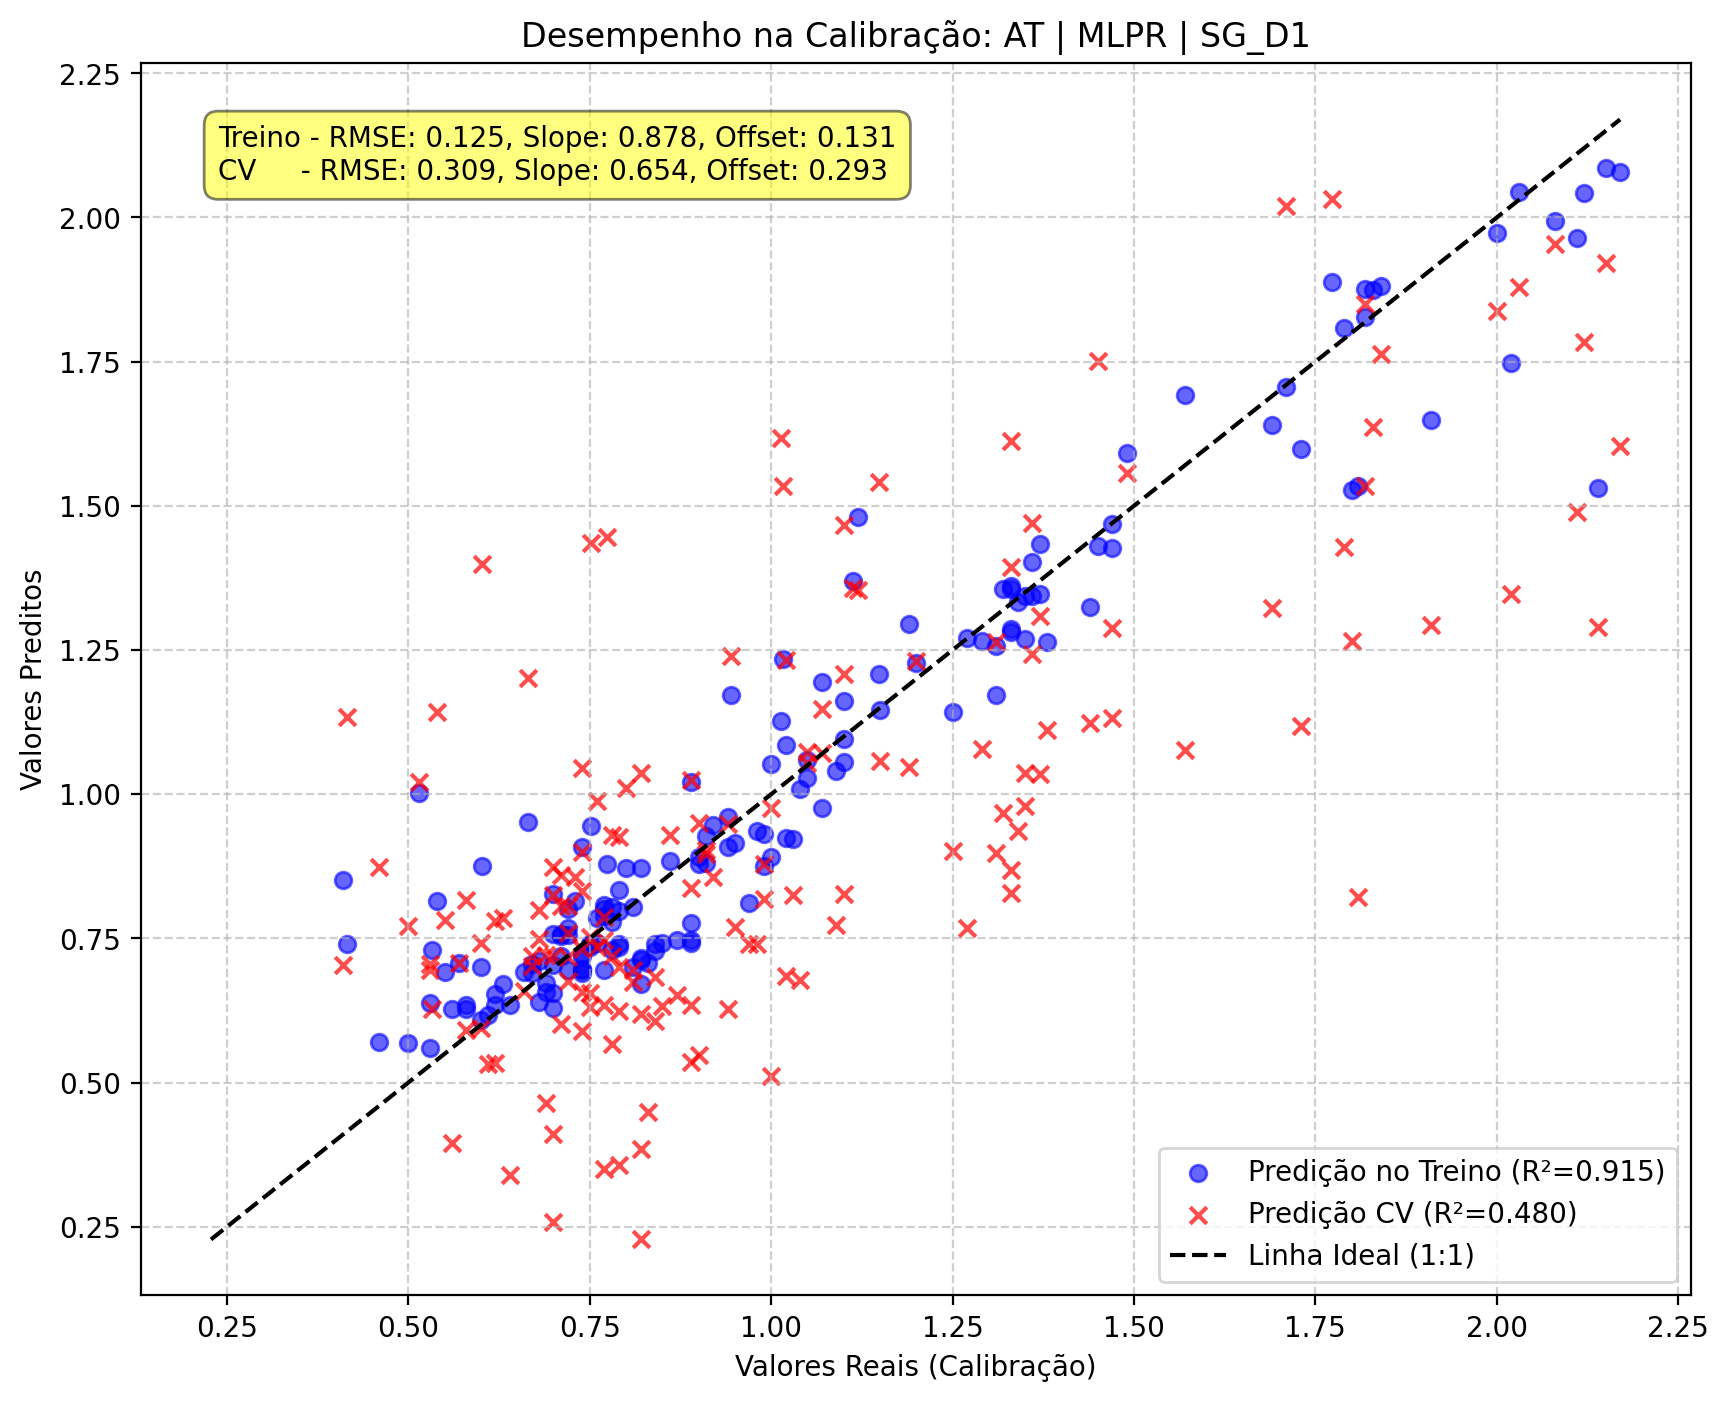 Desempenho na Calibração: AT | MLPR | SG_D1
2.25
2.00
1.75
1.50
1.25
1.00
0.75
0.50
0.25
Valores Preditos
Treino - RMSE: 0.125, Slope: 0.878, Offset: 0.131
CV - RMSE: 0.309, Slope: 0.654, Offset: 0.293
Predição no Treino (R²=0.915)
Predição CV (R²=0.480)
Linha Ideal (1:1)
0.25 0.50 0.75 1.00 1.25 1.50 1.75 2.00 2.25
Valores Reais (Calibração)